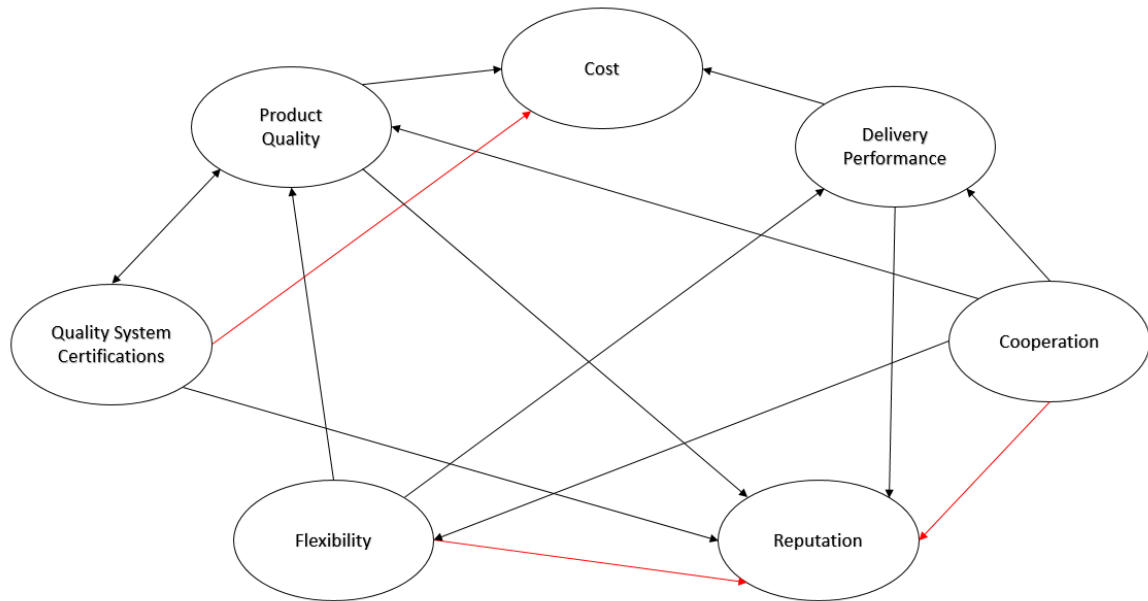 Cost
Product
Quality
Delivery
Performance
Quality System
Certifications
Cooperation
Flexibility
Reputation